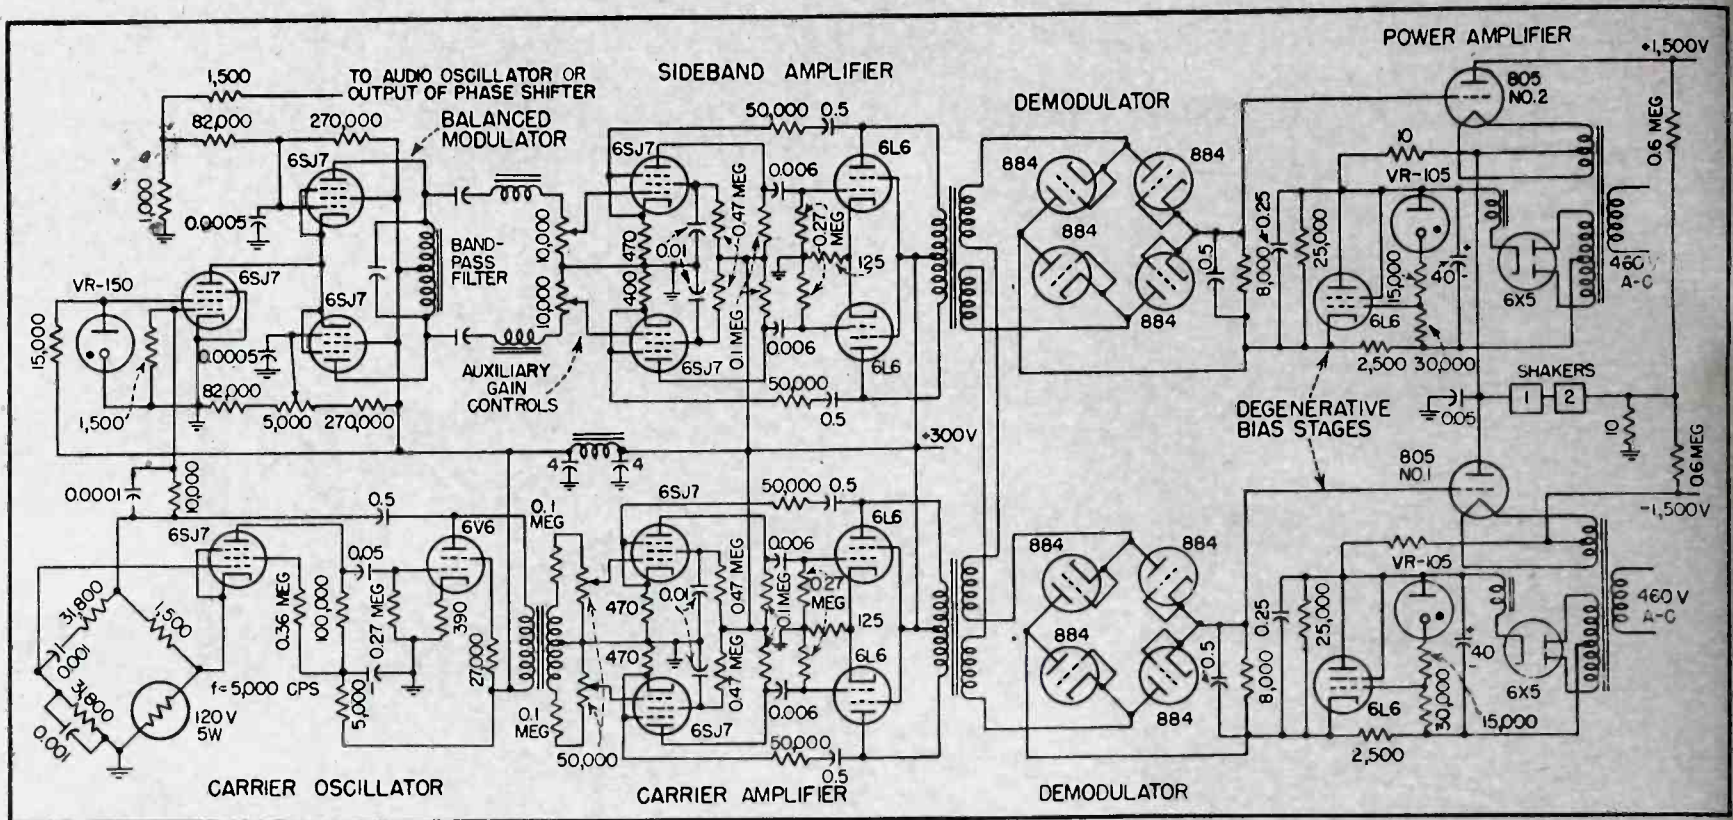 POWER AMPLIFIER
+1,500V
1,500
TO AUDIO OSCILLATOR OR
OUTPUT OF PHASE SHIFTER
SIDEBAND AMPLIFIER
DEMODULATOR
805
NO.2
82,000
270,000
BALANCED
MODULATOR
50,000
0.5
0.6 MEG
6SJ7
6SJ7
6L6
884
884
10
VR-105
1,000
0.0005
0.006
0.47 MEG
10,000
470
0.01
0.27
MEG
125
0.25
25,000
8,000
15,000
40
460 V
A-C
BAND-
PASS
FILTER
VR-150
6SJ7
6SJ7
400
10,000
0.1 MEG
884
884
0.5
6L6
6X5
15,000
0.0005
6SJ7
0.006
6L6
2,500
30,000
AUXILIARY
GAIN
CONTROLS
82,000
1,500
5,000
270,000
50,000
0.5
SHAKERS
1
2
0.05
10
DEGENERATIVE
BIAS STAGES
+300V
4
4
805
NO.1
0.6 MEG
-1,500V
0.0001
10,000
0.5
0.1
MEG
6SJ7
50,000
0.5
6L6
6SJ7
6V6
0.05
0.006
884
884
VR-105
31,800
1,500
0.36 MEG
100,000
0.27 MEG
390
27,000
470
0.01
0.47 MEG
0.1 MEG
0.27
MEG
125
0.25
25,000
8,000
40
460 V
A-C
0.001
31,800
0.001
f=5,000 CPS
5,000
1
120 V
5W
470
0.47 MEG
6L6
884
884
0.5
6X5
0.1
MEG
50,000
6SJ7
0.006
6L6
30,000
15,000
50,000
0.5
2,500
CARRIER OSCILLATOR
CARRIER AMPLIFIER
DEMODULATOR